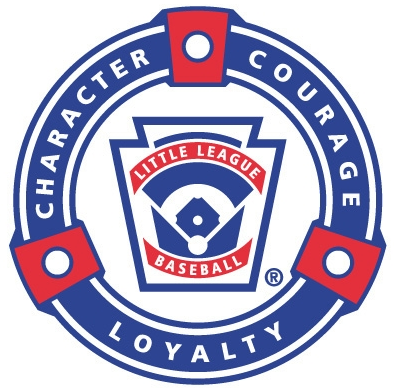 CHARACTER
COURAGE
LOYALTY
LITTLE LEAGUE
BASEBALL
®